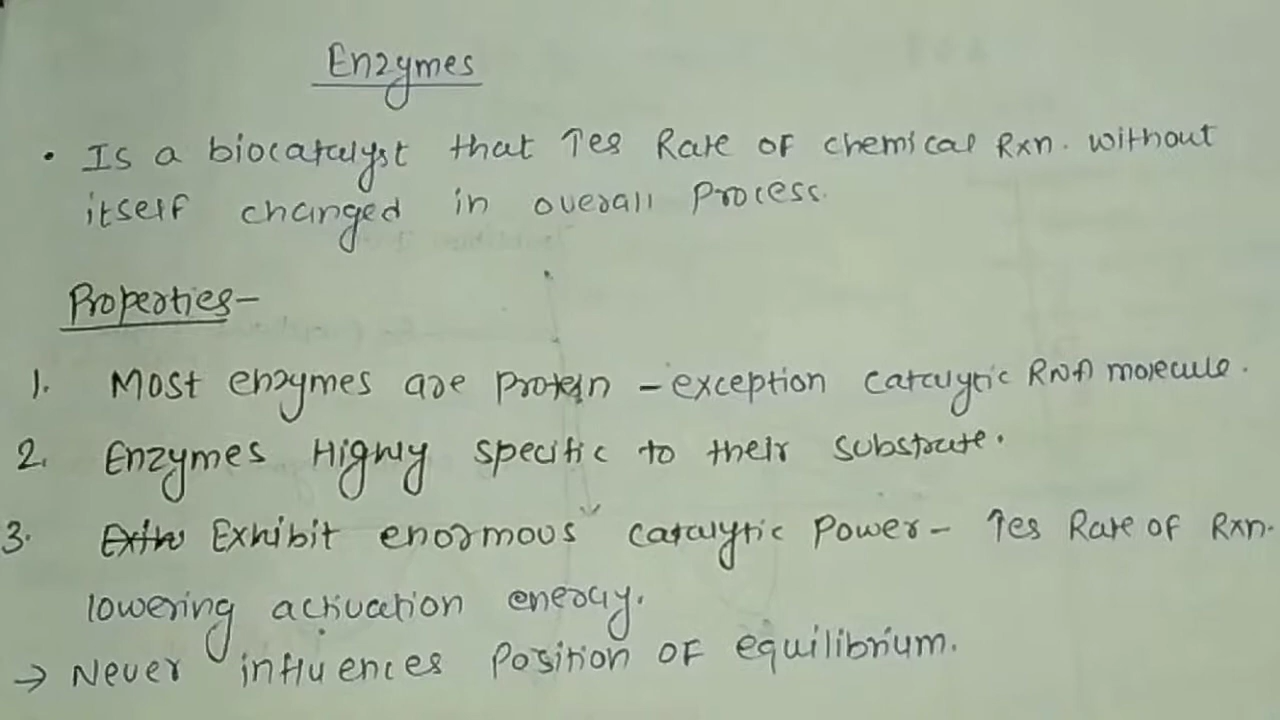 Enzymes
• Is a biocatalyst that ↑es Rate OF chemical Rxn. without
itself changed in overall Process.
Properties-
1. Most enzymes are protein - exception catalytic RNA molecule.
2. Enzymes Highly specific to their substrate.
3. Exhibit enormous catalytic Power- ↑es Rate of Rxn.
lowering activation energy.
→ Never influences Position OF equilibrium.